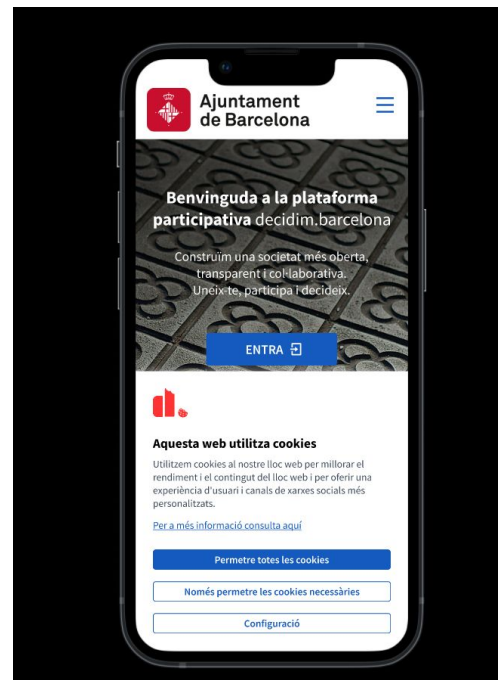 Ajuntament
de Barcelona
Benvinguda a la plataforma
participativa decidim.barcelona
Construïm una societat més oberta,
transparent i col·laborativa.
Uneix-te, participa i decideix.
ENTRA
d.
Aquesta web utilitza cookies
Utilitzem cookies al nostre lloc web per millorar el
rendiment i el contingut del lloc web i per oferir una
experiència d'usuari i canals de xarxes socials més
personalitzats.
Per a més informació consulta aquí
Permetre totes les cookies
Només permetre les cookies necessàries
Configuració